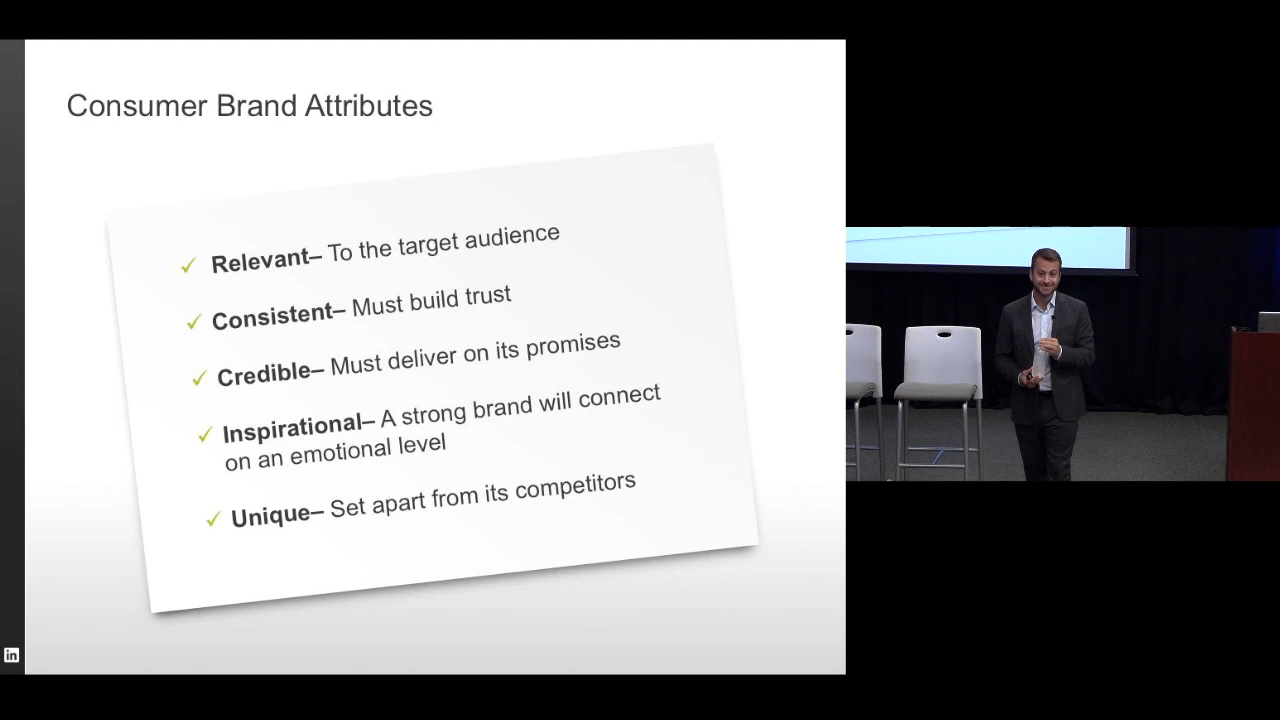 Consumer Brand Attributes
✓ Relevant– To the target audience
✓ Consistent– Must build trust
✓ Credible– Must deliver on its promises
✓ Inspirational– A strong brand will connect
on an emotional level
✓ Unique– Set apart from its competitors
in